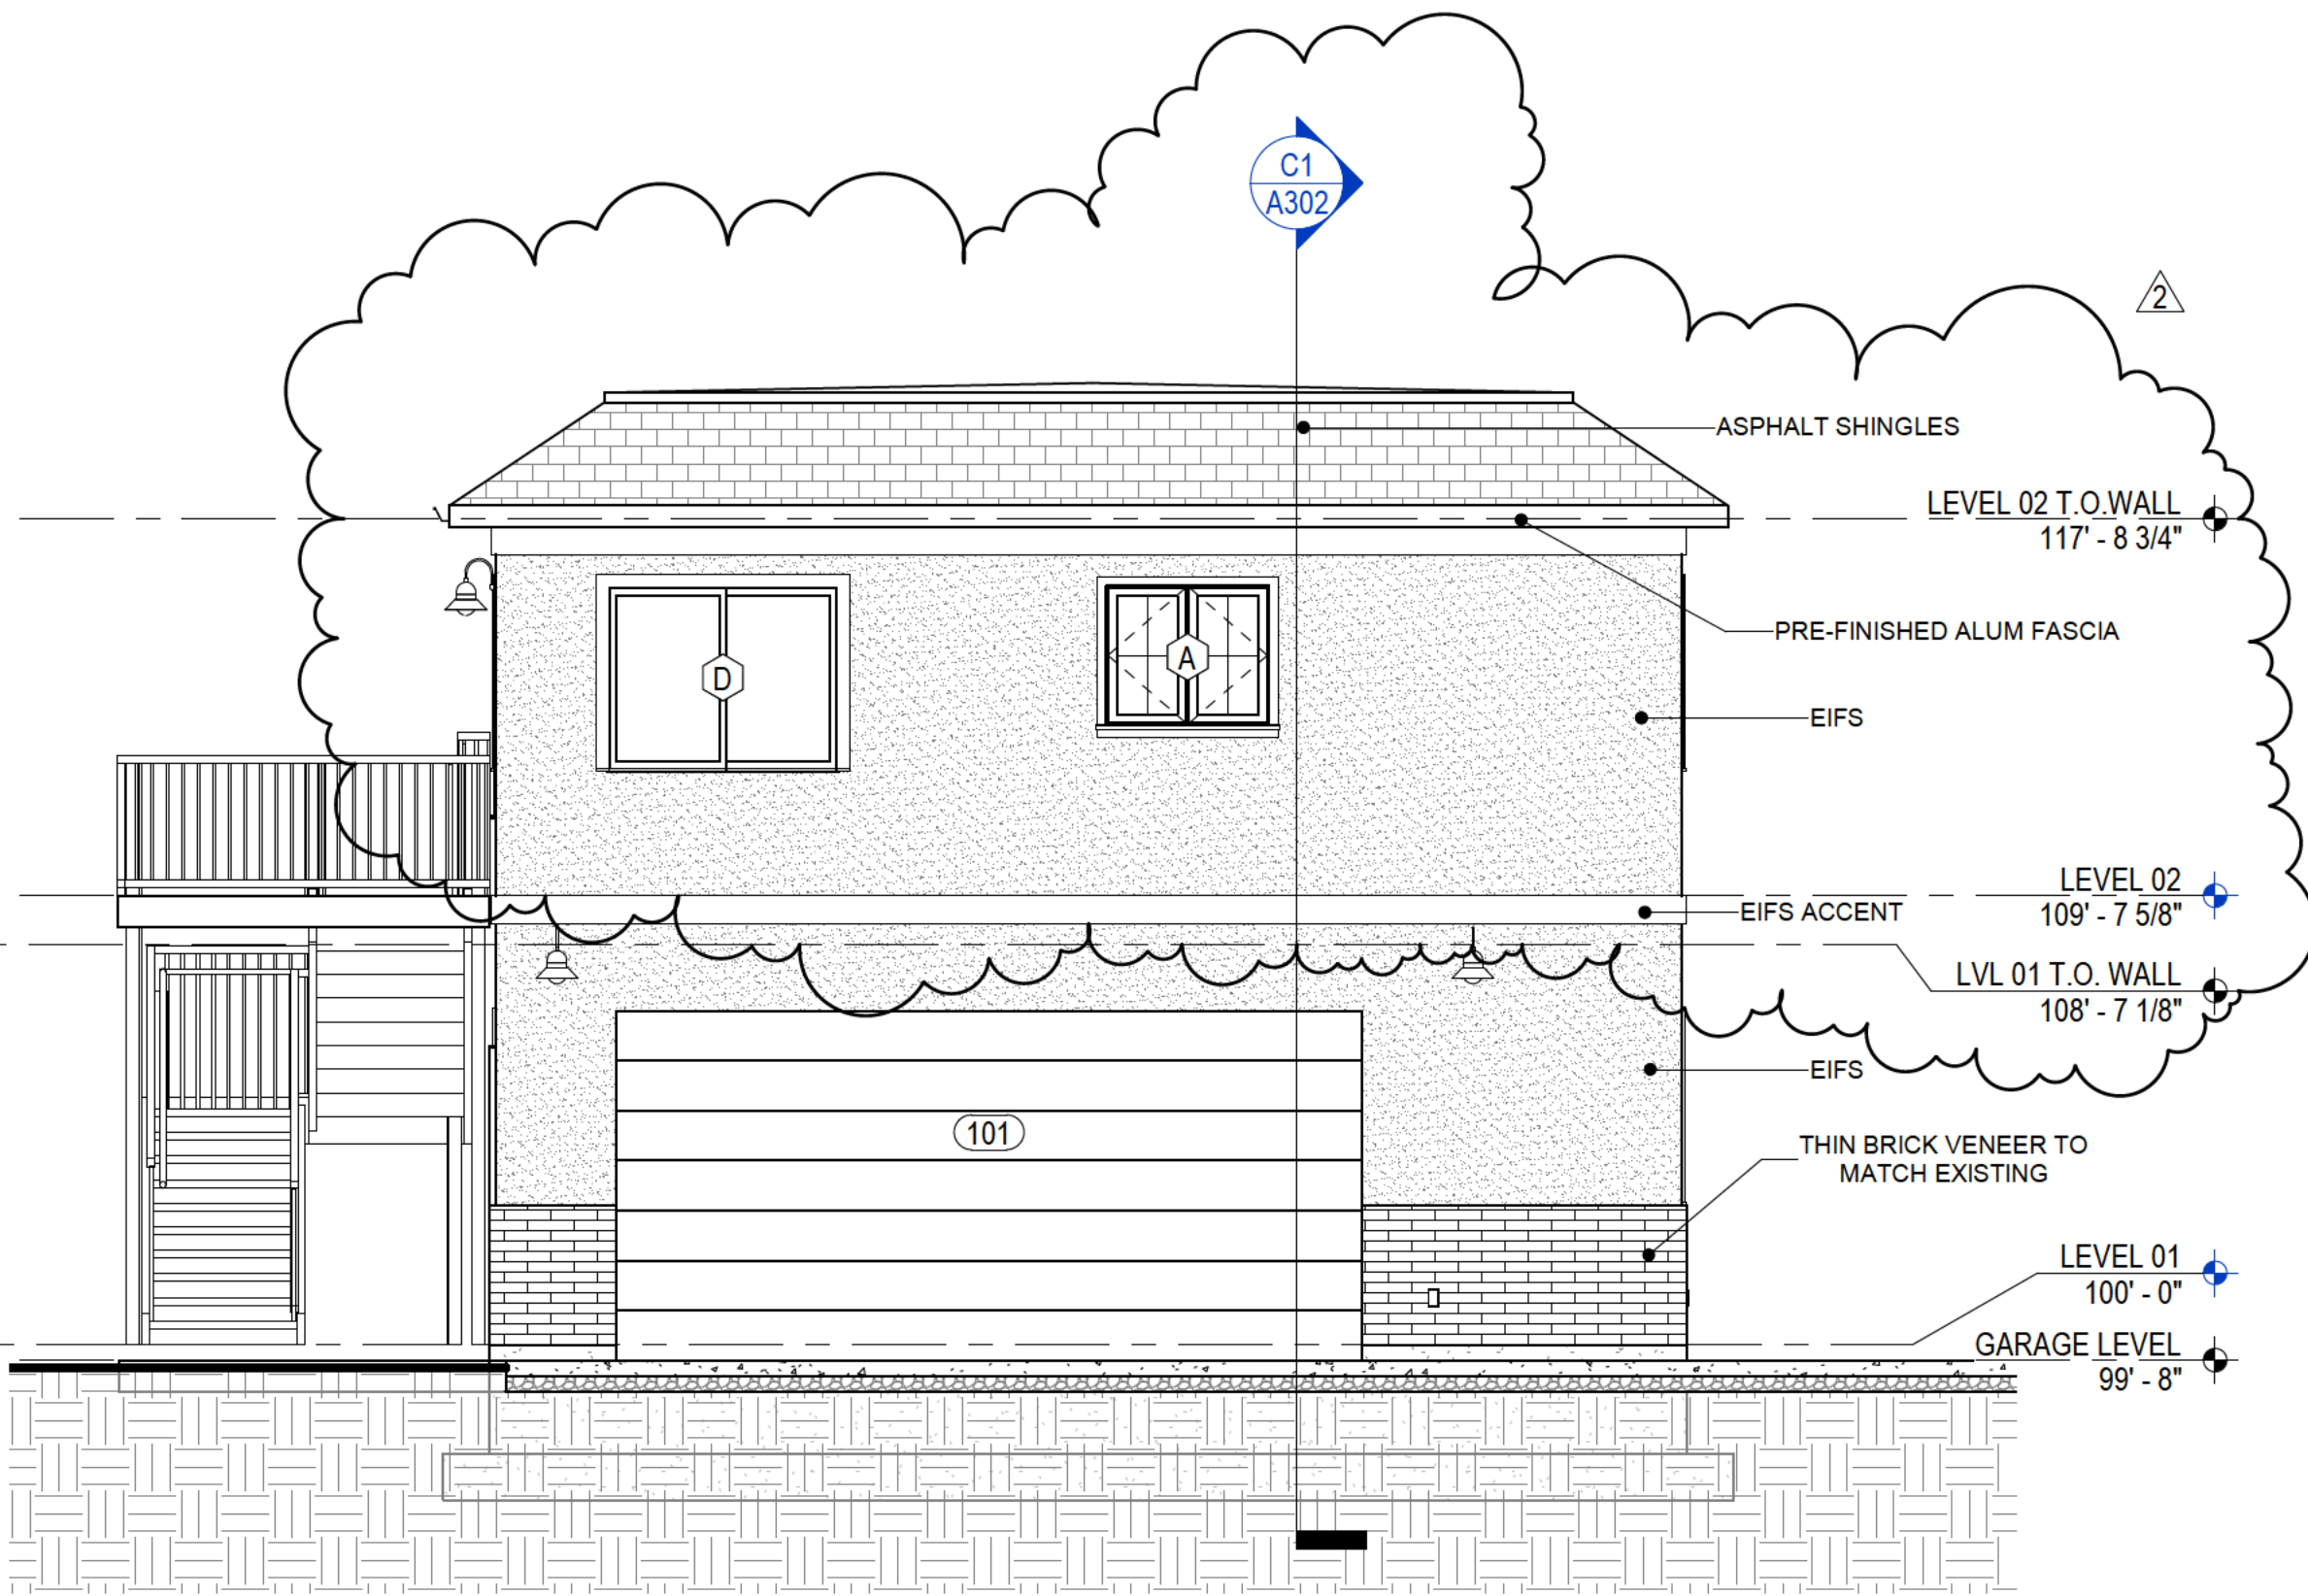 C1
A302
2
ASPHALT SHINGLES
LEVEL 02 T.O.WALL
117' - 8 3/4"
PRE-FINISHED ALUM FASCIA
D
A
EIFS
LEVEL 02
109' - 7 5/8"
EIFS ACCENT
LVL 01 T.O. WALL
108' - 7 1/8"
EIFS
101
THIN BRICK VENEER TO
MATCH EXISTING
LEVEL 01
100' - 0"
GARAGE LEVEL
99' - 8"